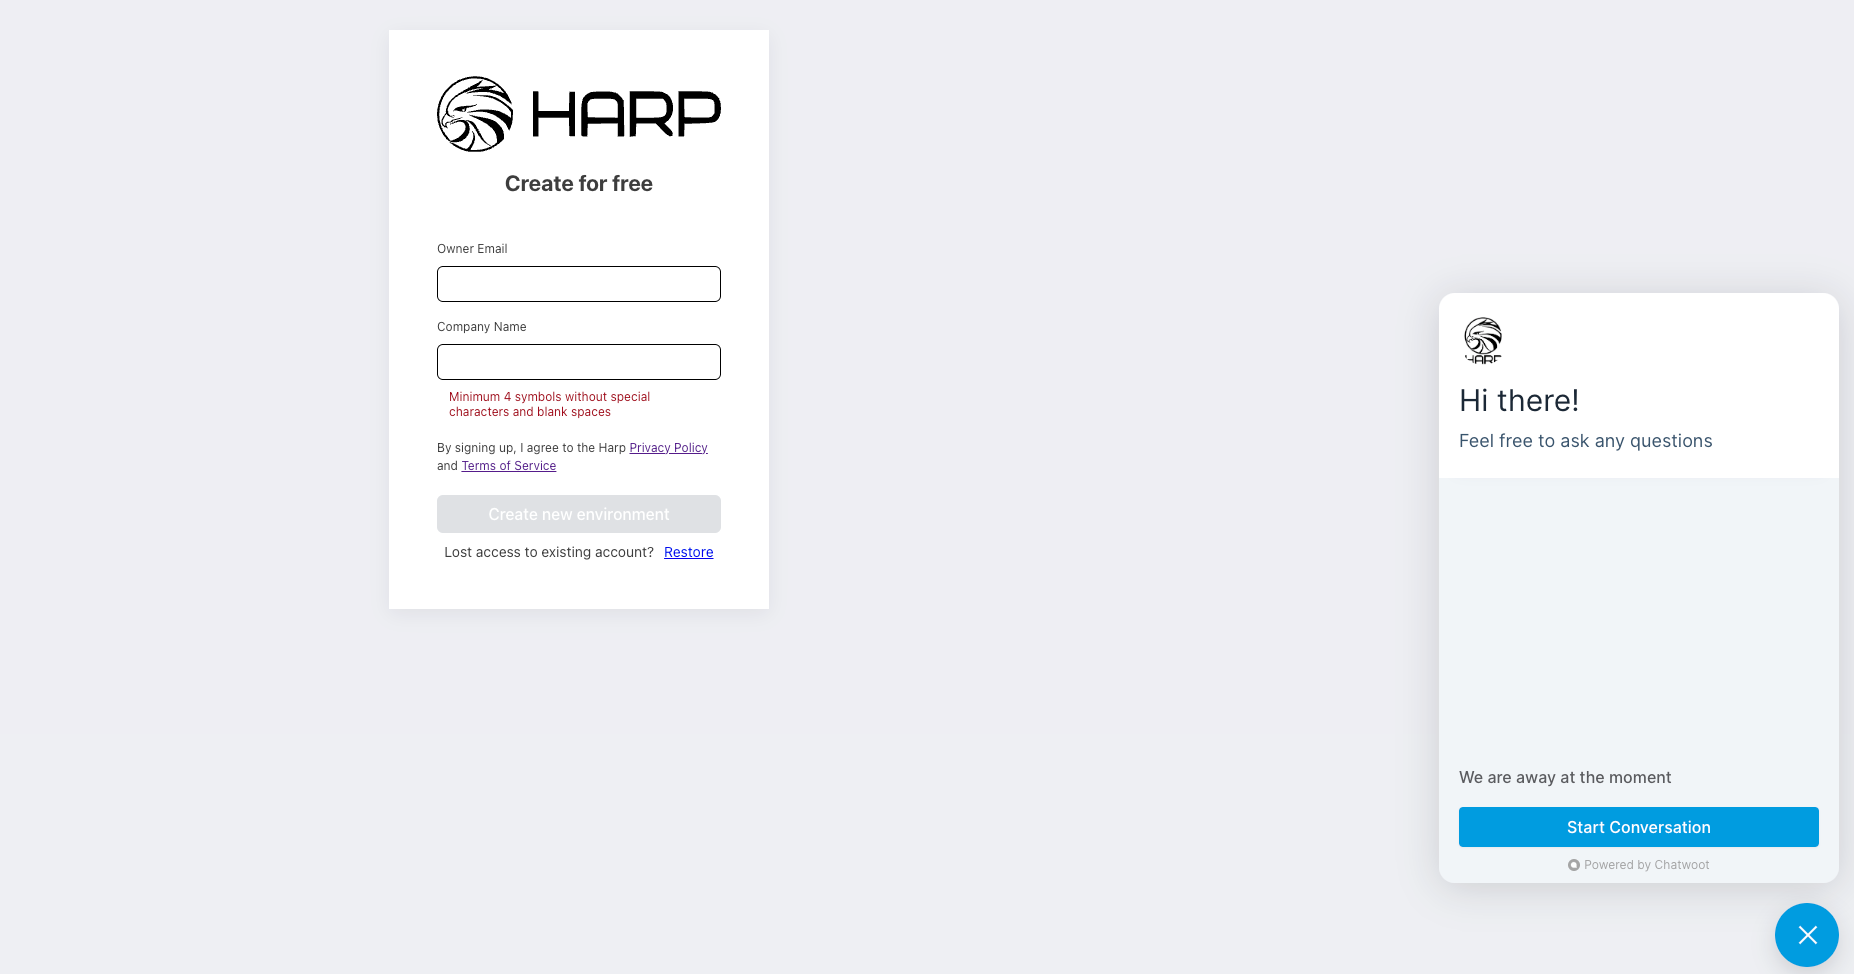 HARP
Create for free
Owner Email
Company Name
Minimum 4 symbols without special
characters and blank spaces
By signing up, I agree to the Harp Privacy Policy
and Terms of Service
Create new environment
Lost access to existing account? Restore
HARP
Hi there!
Feel free to ask any questions
We are away at the moment
Start Conversation
Powered by Chatwoot